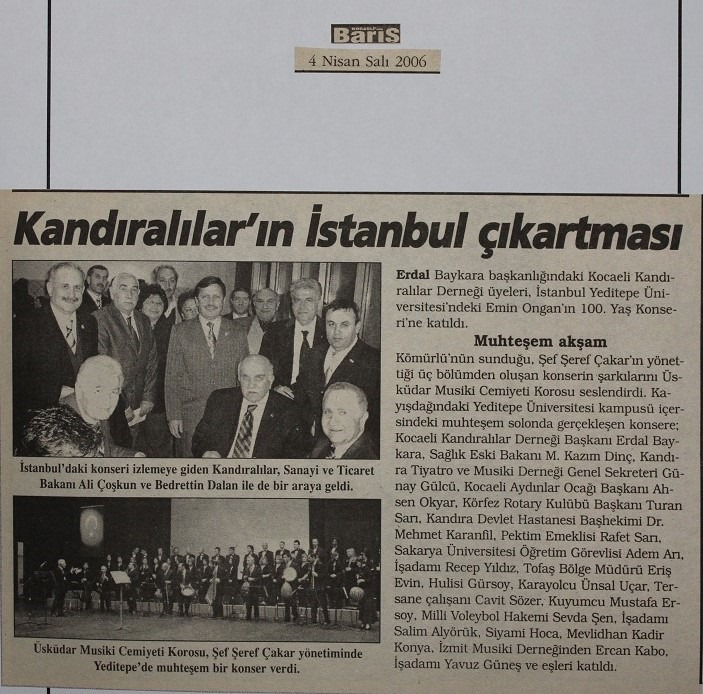 BarıS
4 Nisan Salı 2006
Kandıralılar'ın İstanbul çıkartması
İstanbul'daki konseri izlemeye giden Kandıralılar, Sanayi ve Ticaret
Bakanı Ali Çoşkun ve Bedrettin Dalan ile de bir araya geldi.
Üsküdar Musiki Cemiyeti Korosu, Şef Şeref Çakar yönetiminde
Yeditepe'de muhteşem bir konser verdi.
Erdal Baykara başkanlığındaki Kocaeli Kandı-
ralılar Derneği üyeleri, İstanbul Yeditepe Üni-
versitesi'ndeki Emin Ongan'ın 100. Yaş Konse-
ri'ne katıldı.
Muhteşem akşam
Kömürlü'nün sunduğu, Şef Şeref Çakar'ın yönet-
tiği üç bölümden oluşan konserin şarkılarını Üs-
küdar Musiki Cemiyeti Korosu seslendirdi. Ka-
yışdağındaki Yeditepe Üniversitesi kampusü içer-
sindeki muhteşem solonda gerçekleşen konsere;
Kocaeli Kandıralılar Derneği Başkanı Erdal Bay-
kara, Sağlık Eski Bakanı M. Kazım Dinç, Kandı-
ra Tiyatro ve Musiki Derneği Genel Sekreteri Gü-
nay Gülcü, Kocaeli Aydınlar Ocağı Başkanı Ah-
sen Okyar, Körfez Rotary Kulübü Başkanı Turan
Sarı, Kandıra Devlet Hastanesi Başhekimi Dr.
Mehmet Karanfil, Pektim Emeklisi Rafet Sarı,
Sakarya Üniversitesi Öğretim Görevlisi Adem Arı,
İşadamı Recep Yıldız, Tofaş Bölge Müdürü Eriş
Evin, Hulisi Gürsoy, Karayolcu Ünsal Uçar, Ter-
sane çalışanı Cavit Sözer, Kuyumcu Mustafa Er-
soy, Milli Voleybol Hakemi Sevda Şen, İşadamı
Salim Alyörük, Siyami Hoca, Mevlidhan Kadir
Konya, İzmit Musiki Derneğinden Ercan Kabo,
İşadamı Yavuz Güneş ve eşleri katıldı.